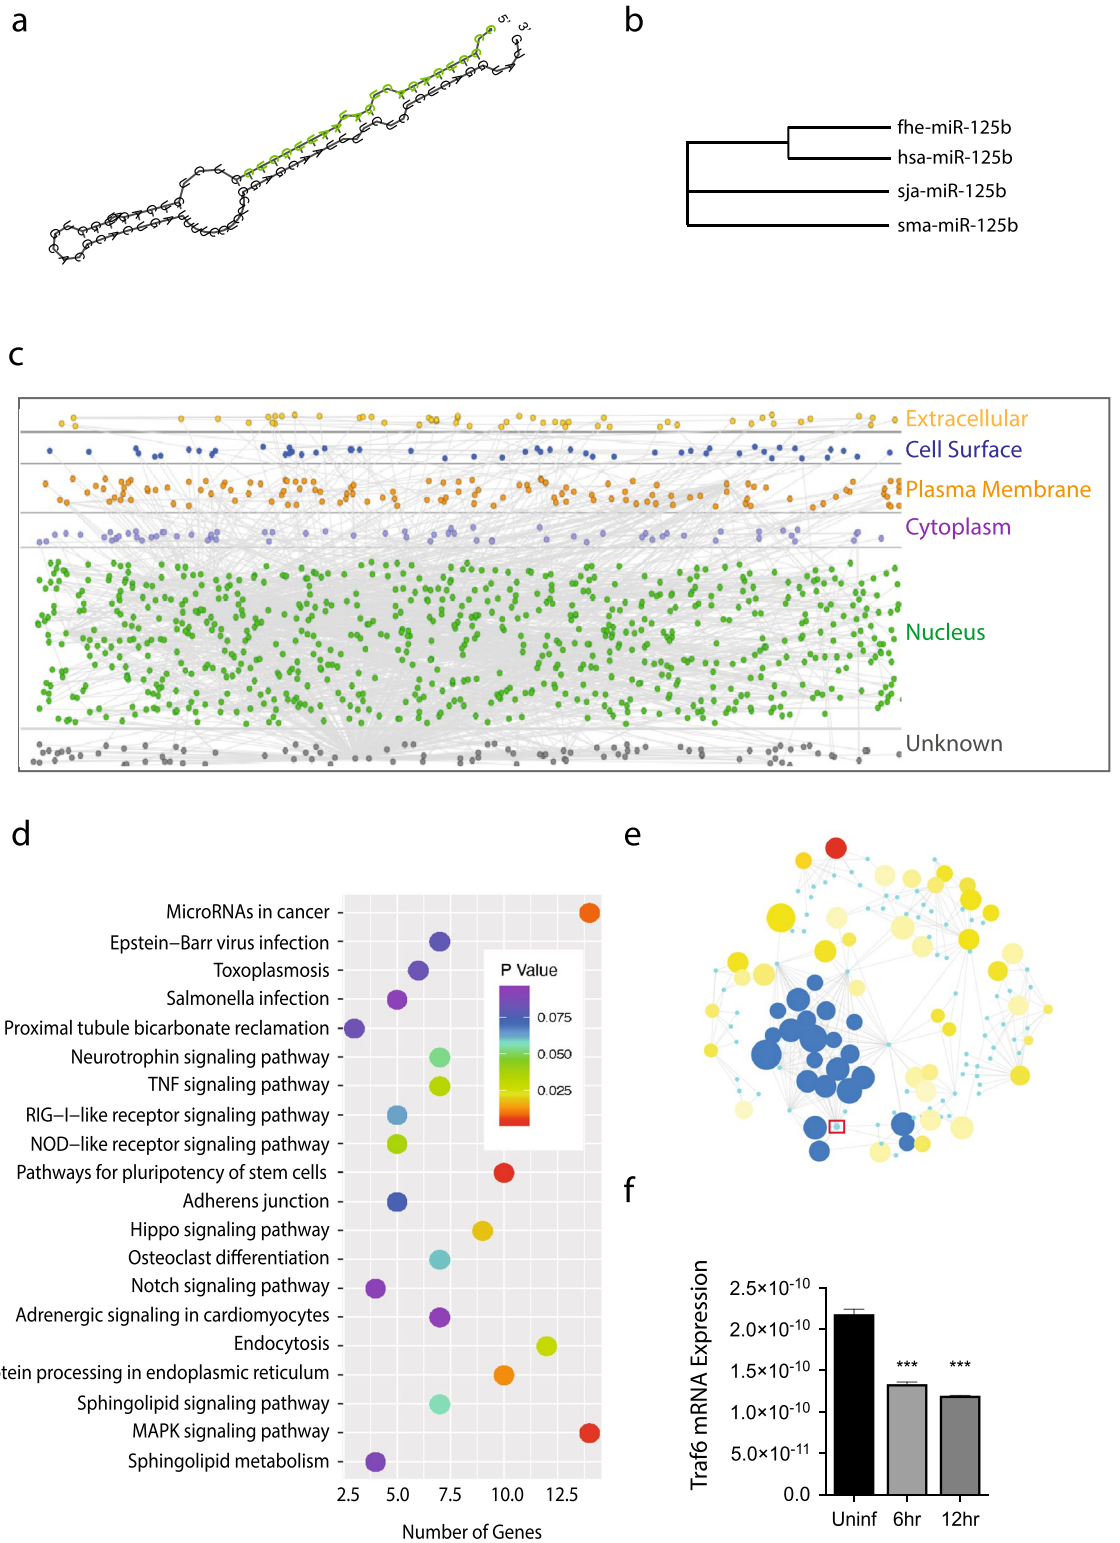 a
5'
3'
b
fhe-miR-125b
hsa-miR-125b
sja-miR-125b
sma-miR-125b
c
Extracellular
Cell Surface
Plasma Membrane
Cytoplasm
Nucleus
Unknown
d
MicroRNAs in cancer
Epstein−Barr virus infection
Toxoplasmosis
Salmonella infection
Proximal tubule bicarbonate reclamation
Neurotrophin signaling pathway
TNF signaling pathway
RIG−I−like receptor signaling pathway
NOD−like receptor signaling pathway
Pathways for pluripotency of stem cells
Adherens junction
Hippo signaling pathway
Osteoclast differentiation
Notch signaling pathway
Adrenergic signaling in cardiomyocytes
Endocytosis
tein processing in endoplasmic reticulum
Sphingolipid signaling pathway
MAPK signaling pathway
Sphingolipid metabolism
P Value
0.075
0.050
0.025
2.5 5.0 7.5 10.0 12.5
Number of Genes
e
f
Traf6 mRNA Expression
2.5×10-10
2.0×10-10
1.5×10-10
1.0×10-10
5.0×10-11
0.0
*** ***
Uninf 6hr 12hr